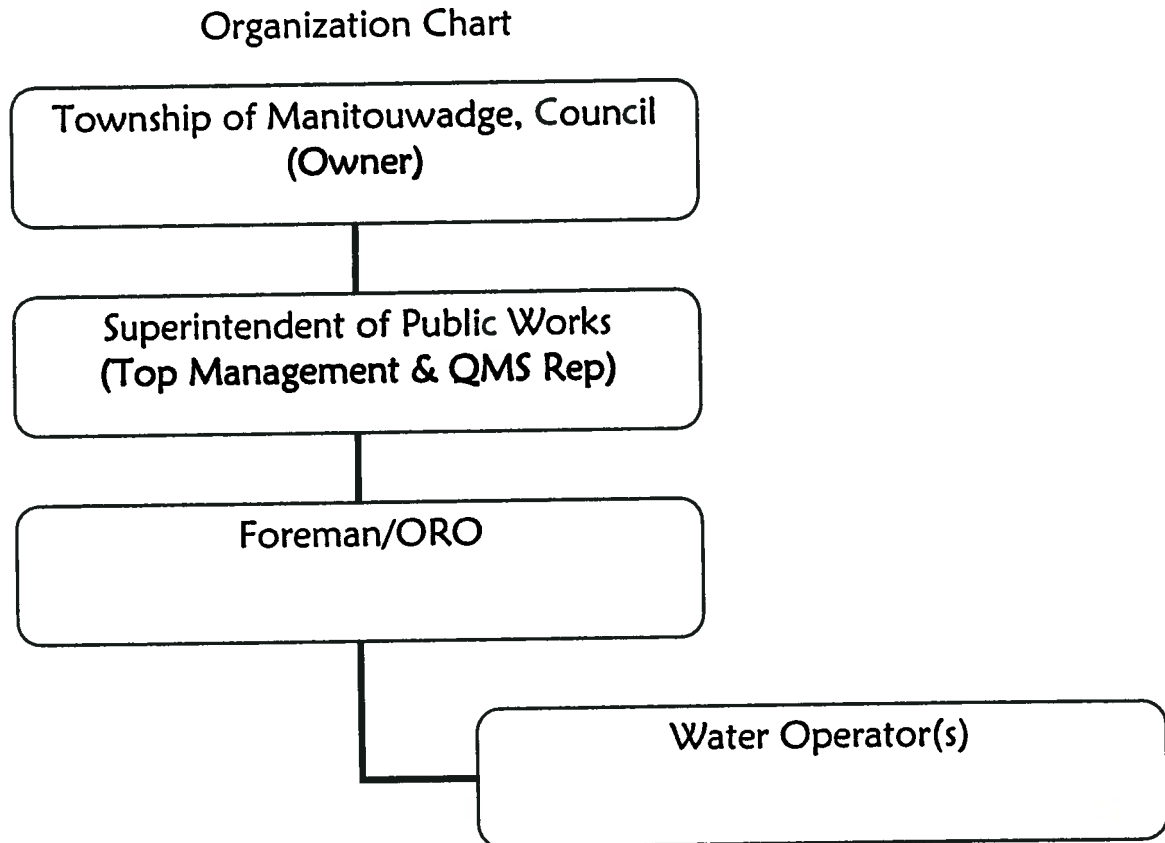 Organization Chart
Township of Manitouwadge, Council
(Owner)
Superintendent of Public Works
(Top Management & QMS Rep)
Foreman/ORO
Water Operator(s)